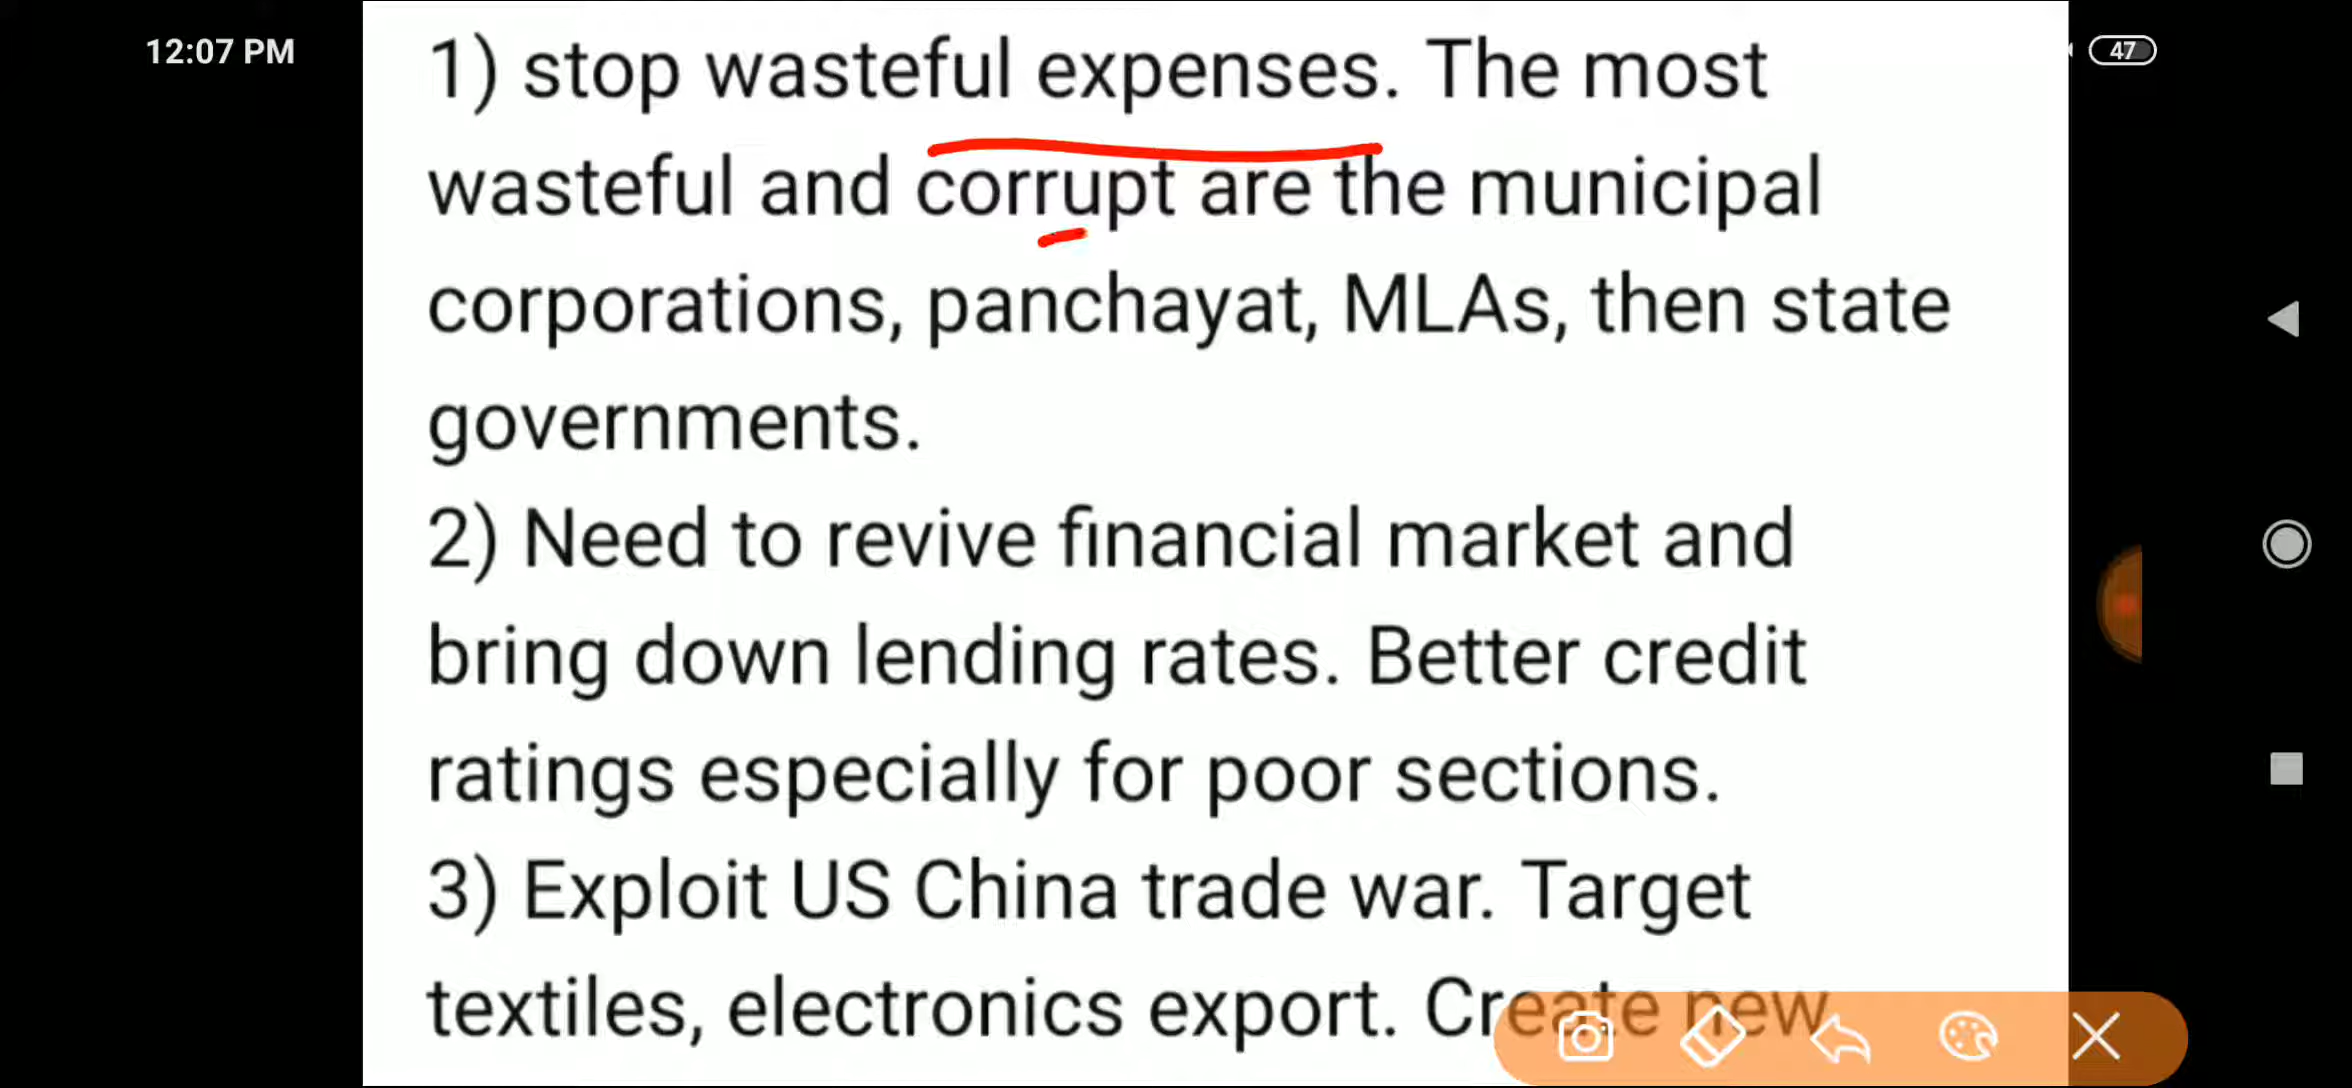 12:07 PM
47
1) stop wasteful expenses. The most
wasteful and corrupt are the municipal
corporations, panchayat, MLAs, then state
governments.
2) Need to revive financial market and
bring down lending rates. Better credit
ratings especially for poor sections.
3) Exploit US China trade war. Target
textiles, electronics export. Create new